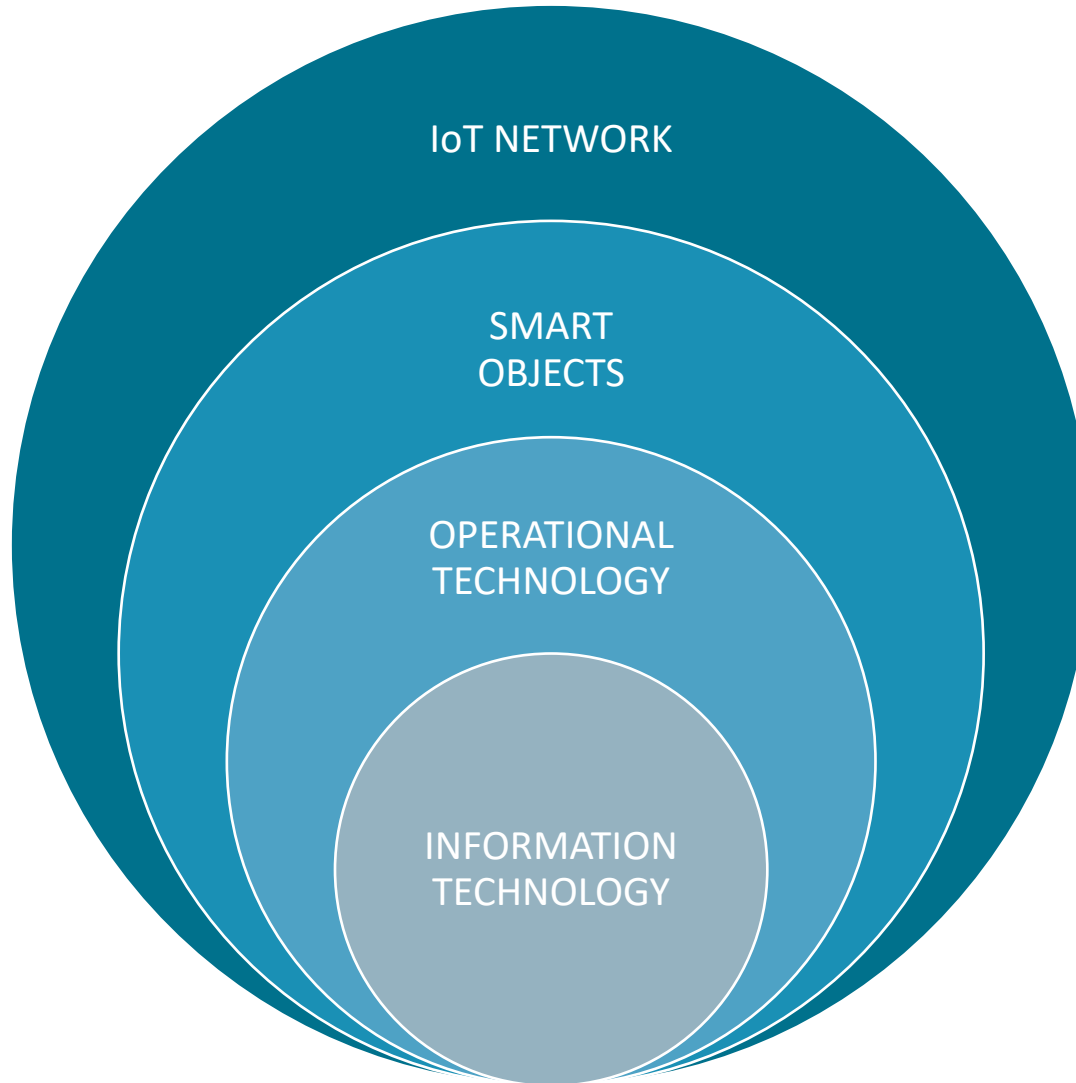 IoT NETWORK
SMART
OBJECTS
OPERATIONAL
TECHNOLOGY
INFORMATION
TECHNOLOGY